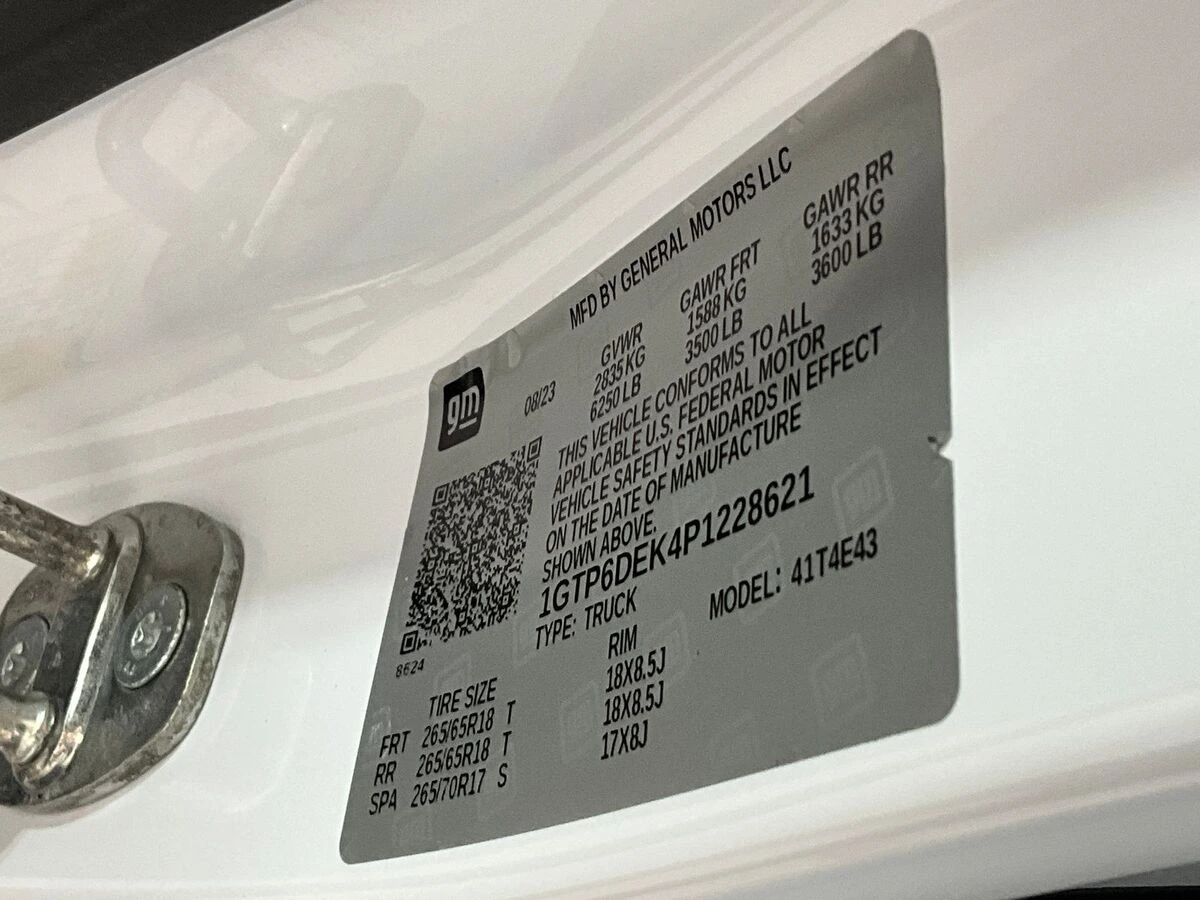 MFD BY GENERAL MOTORS LLC
gm
08/23
GVWR GAWR FRT GAWR RR
2835 KG 1588 KG 1633 KG
6250 LB 3500 LB 3600 LB
THIS VEHICLE CONFORMS TO ALL
APPLICABLE U.S. FEDERAL MOTOR
VEHICLE SAFETY STANDARDS IN EFFECT
ON THE DATE OF MANUFACTURE
SHOWN ABOVE.
1GTP6DEK4P1228621
TYPE: TRUCK MODEL: 41T4E43
8624
TIRE SIZE RIM
FRT 265/65R18 T 18X8.5J
RR 265/65R18 T 18X8.5J
SPA 265/70R17 S 17X8J